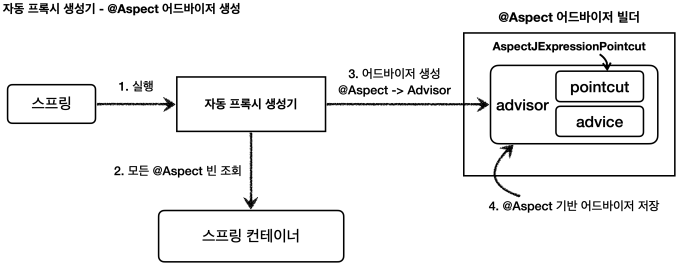 자동 프록시 생성기 - @Aspect 어드바이저 생성
@Aspect 어드바이저 빌더
AspectJExpressionPointcut
스프링
1. 실행
자동 프록시 생성기
3. 어드바이저 생성
@Aspect -> Advisor
advisor
pointcut
advice
2. 모든 @Aspect 빈 조회
4. @Aspect 기반 어드바이저 저장
스프링 컨테이너